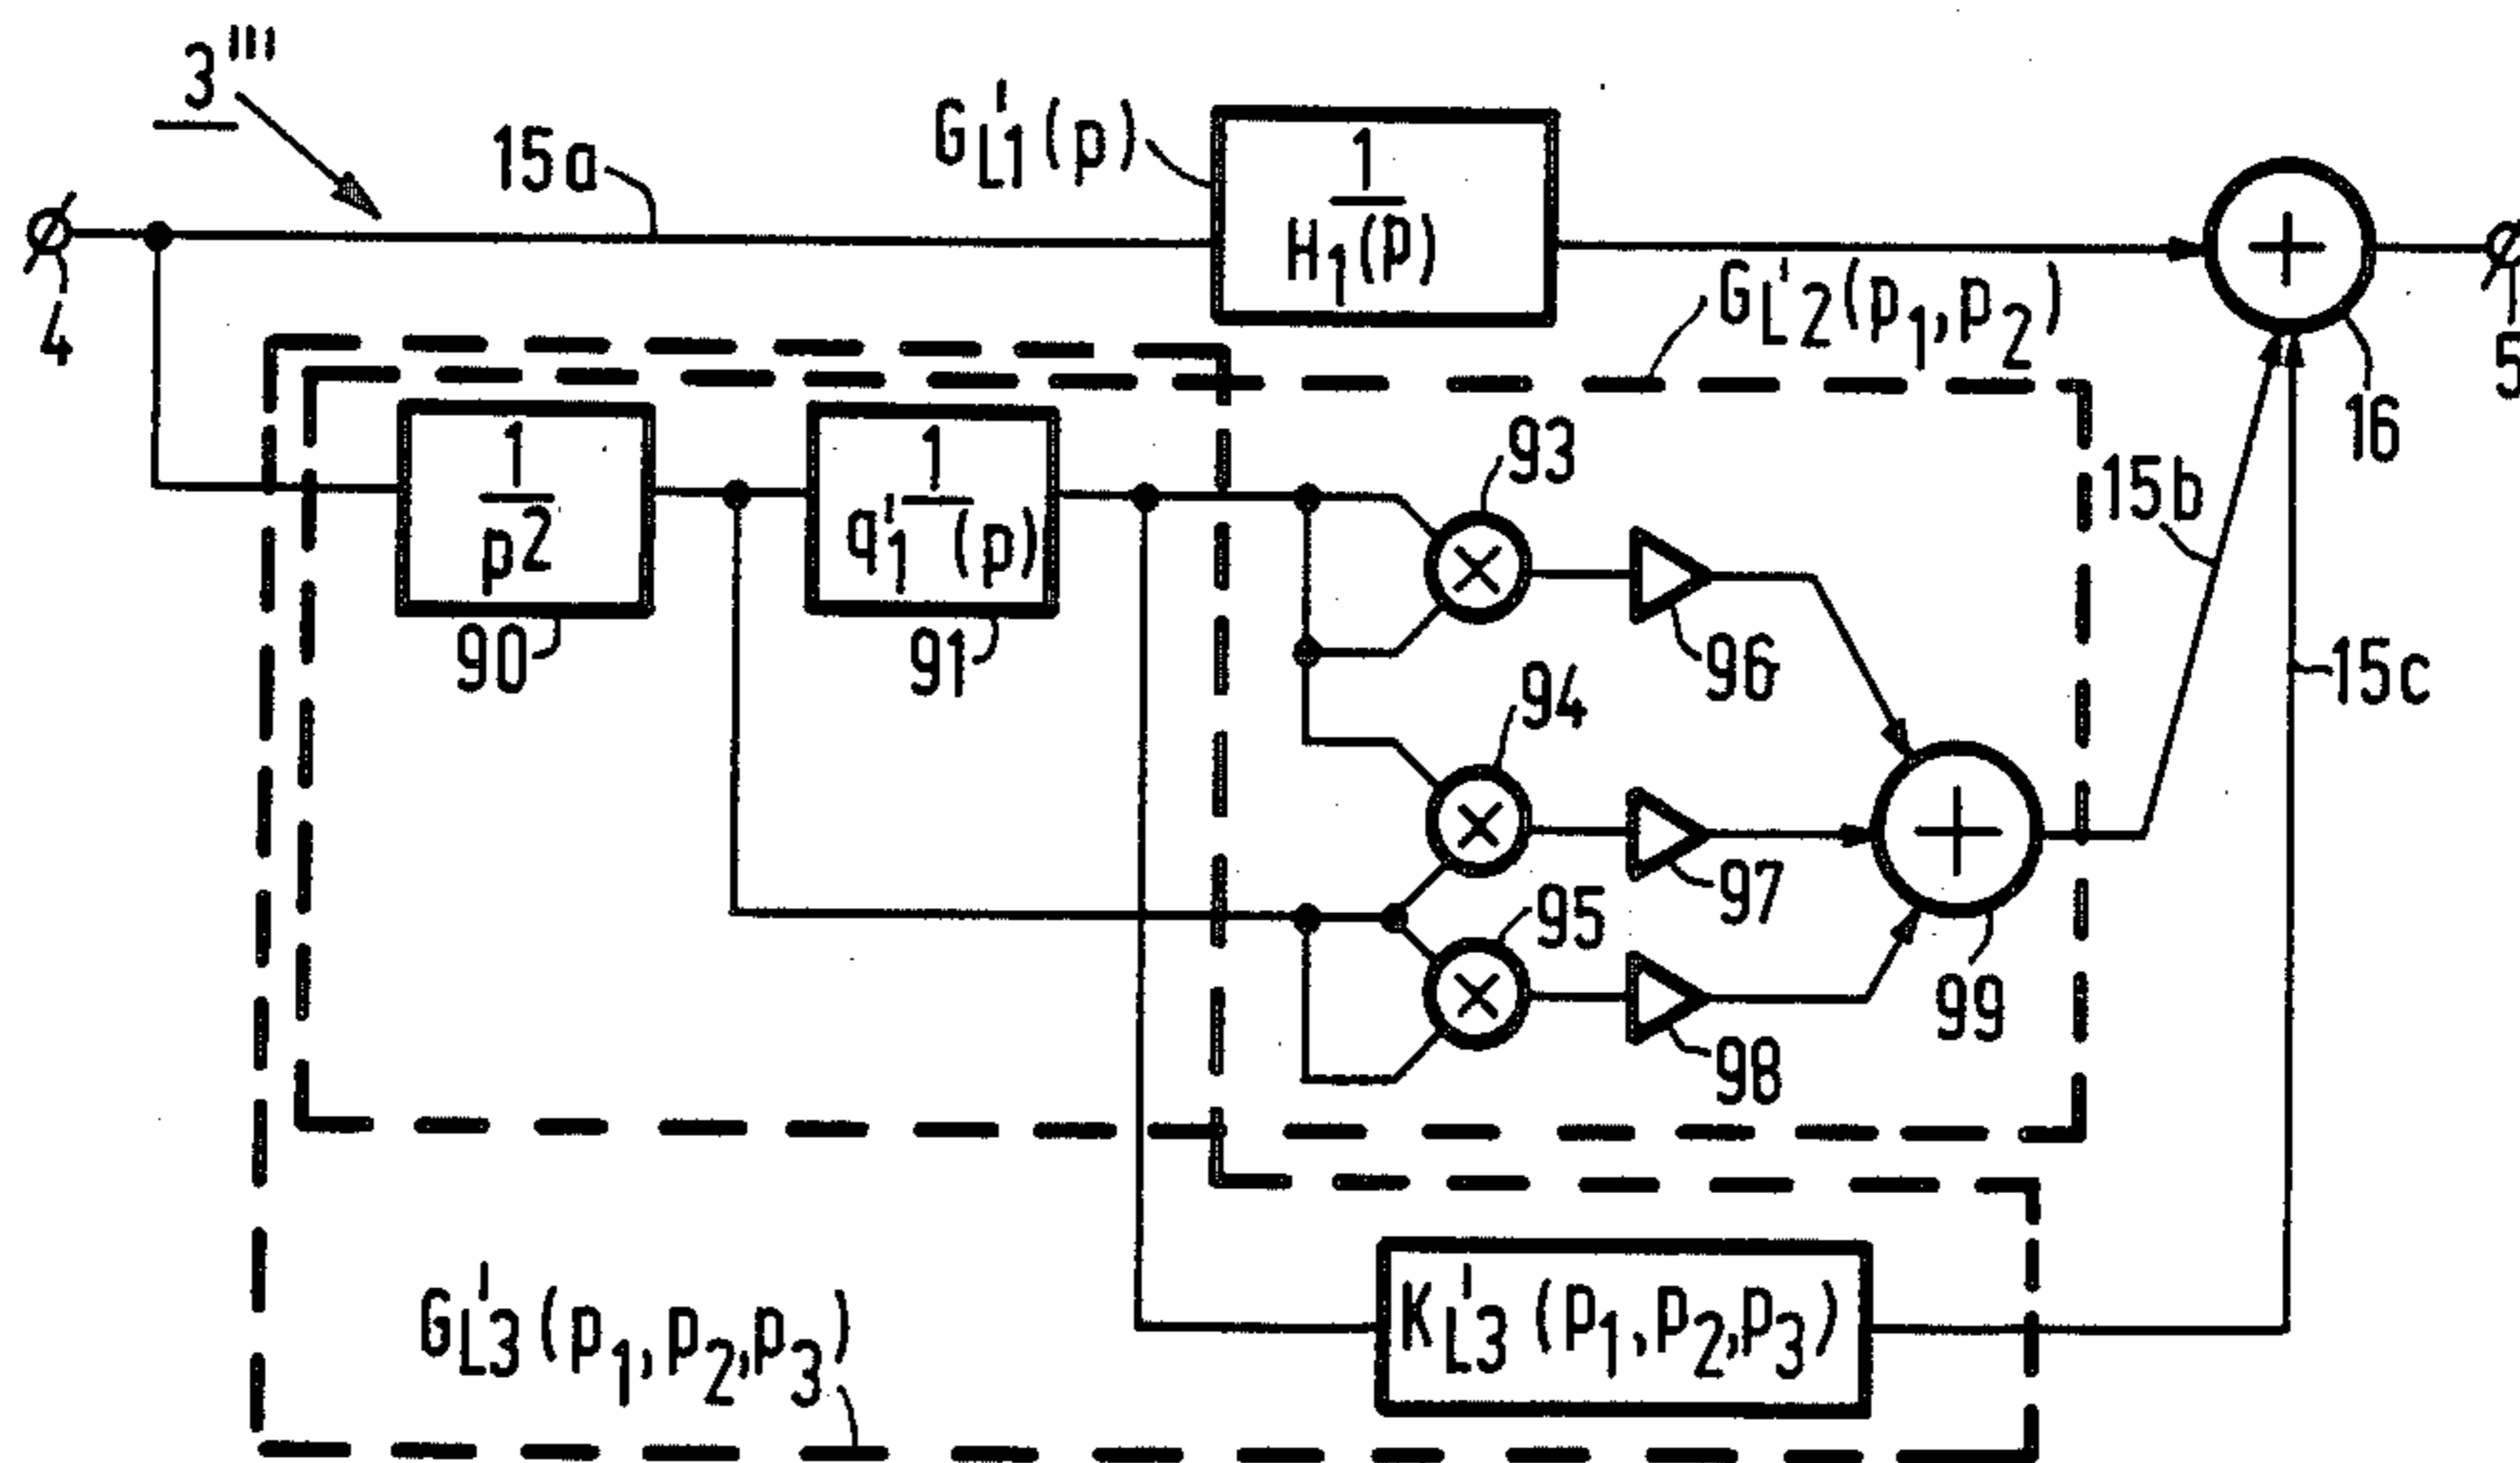 3''''
15a
G'L1(p)
1
H1(p)
4
5
16
G'L2(p1,p2)
1
p2
1
q'1(p)
90
91
93
94
95
96
97
98
99
15b
15c
G'L3(p1,p2,p3)
K'L3(p1,p2,p3)